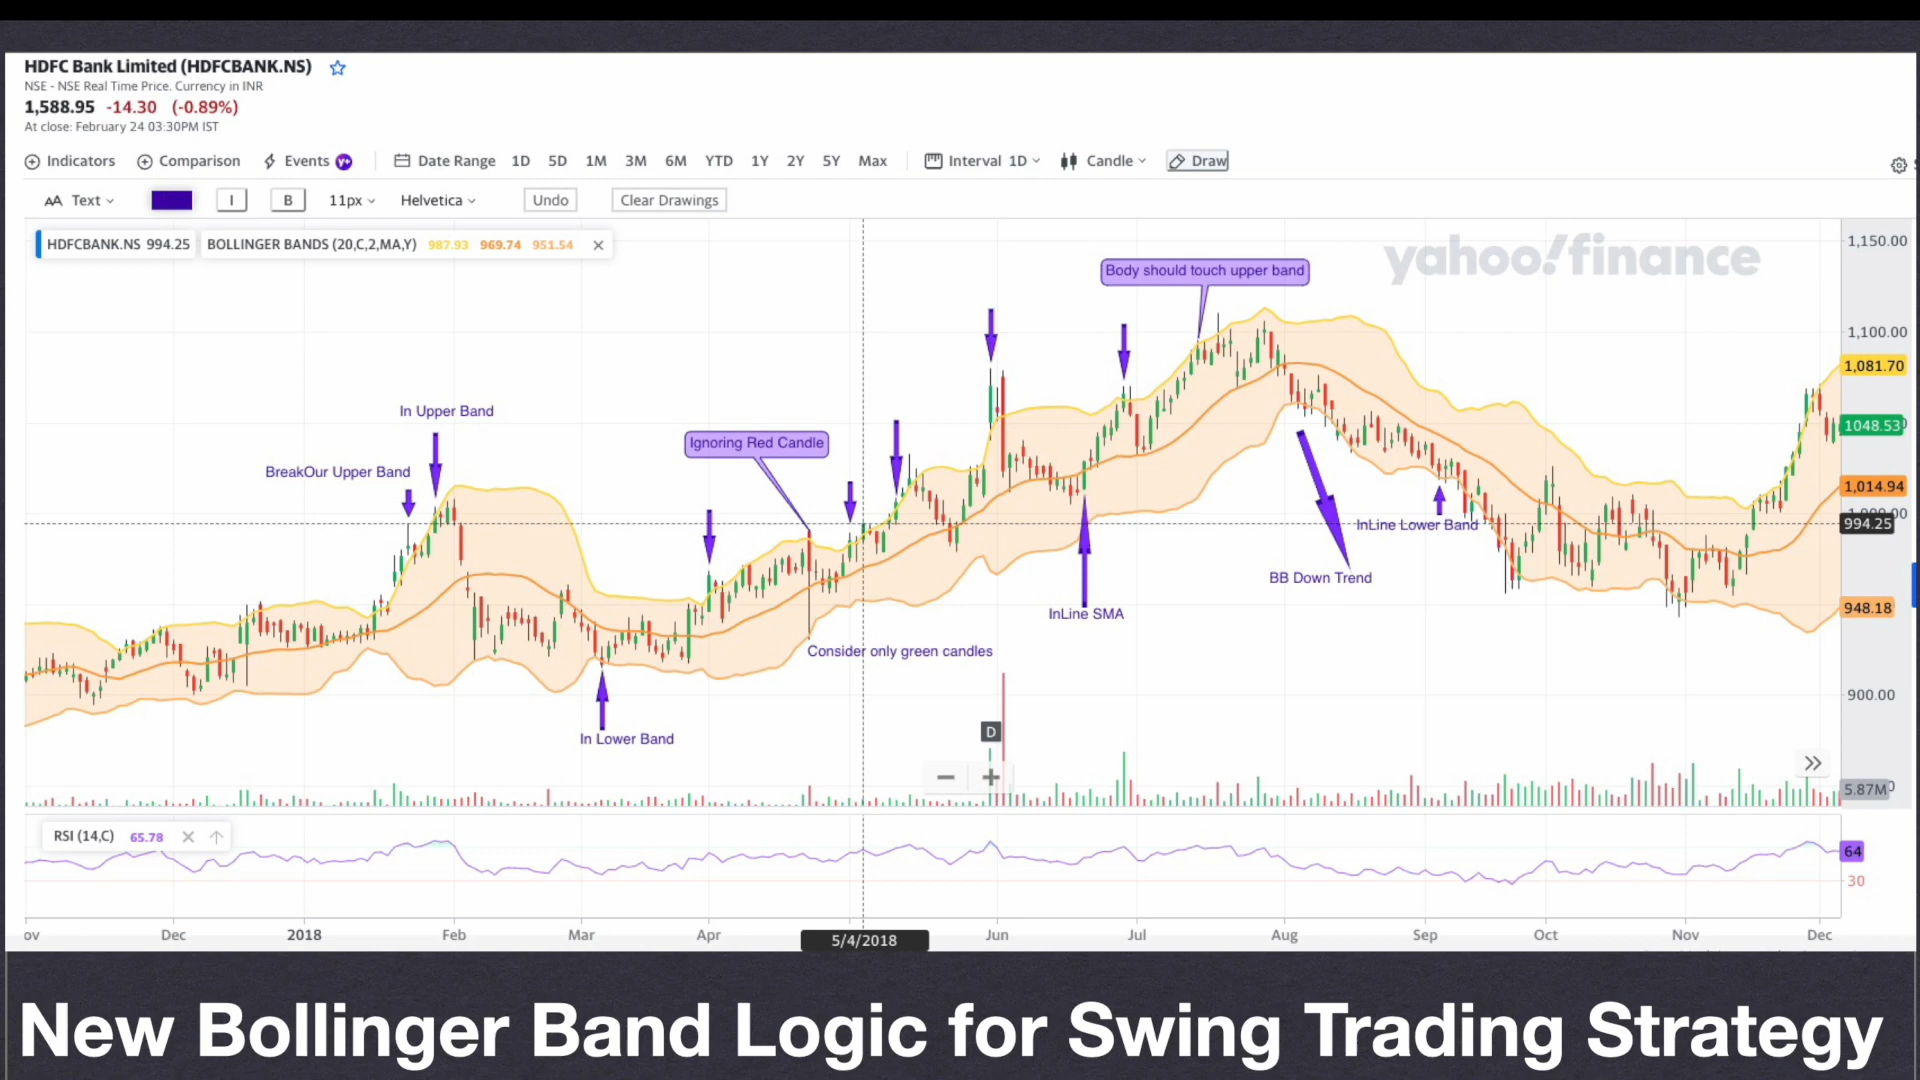 HDFC Bank Limited (HDFCBANK.NS)
NSE - NSE Real Time Price. Currency in INR
1,588.95 -14.30 (-0.89%)
At close: February 24 03:30PM IST
Indicators Comparison Events Y+ Date Range 1D 5D 1M 3M 6M YTD 1Y 2Y 5Y Max Interval 1D Candle Draw
AA Text I B 11px Helvetica Undo Clear Drawings
HDFCBANK.NS 994.25 BOLLINGER BANDS (20,C,2,MA,Y) 987.93 969.74 951.54
yahoo!finance
1,150.00
Body should touch upper band
1,100.00
1,081.70
In Upper Band
1048.53
Ignoring Red Candle
BreakOur Upper Band
1,014.94
994.25
InLine Lower Band
BB Down Trend
948.18
InLine SMA
Consider only green candles
900.00
In Lower Band
D
5.87M
RSI (14,C) 65.78
64
30
ov Dec 2018 Feb Mar Apr 5/4/2018 Jun Jul Aug Sep Oct Nov Dec
New Bollinger Band Logic for Swing Trading Strategy